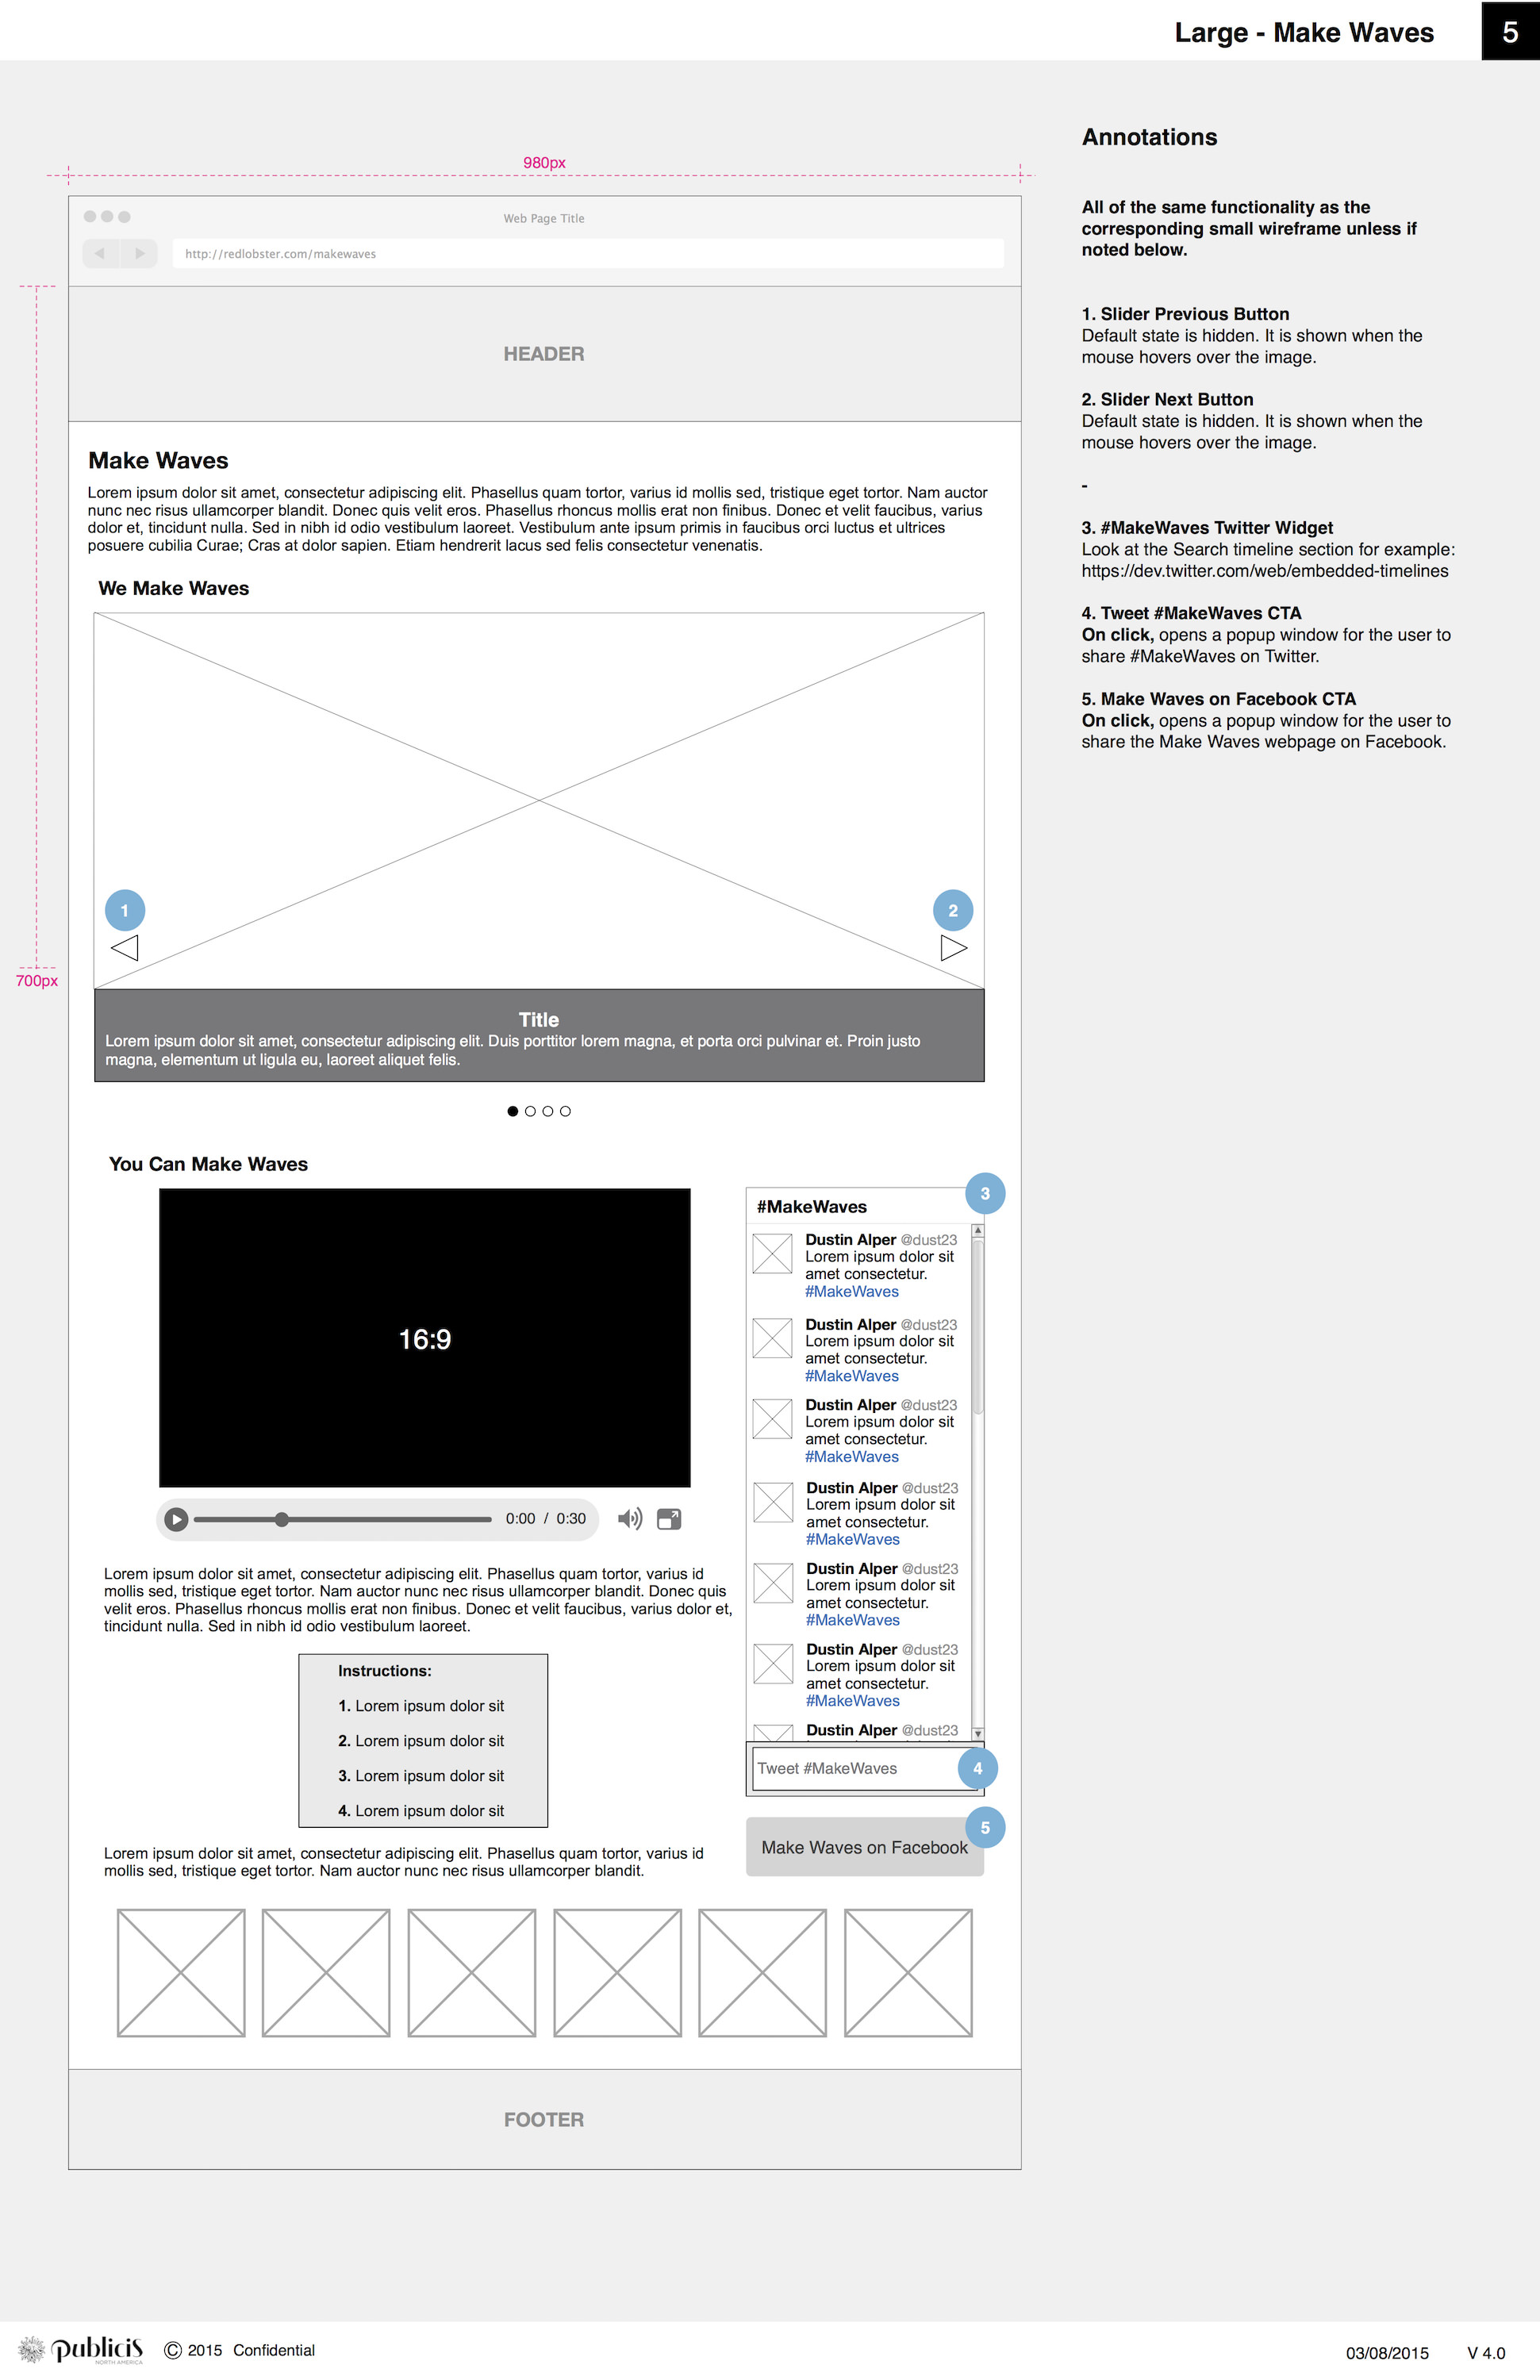 Large - Make Waves
5
980px
Web Page Title
http://redlobster.com/makewaves
HEADER
700px
Make Waves
Lorem ipsum dolor sit amet, consectetur adipiscing elit. Phasellus quam tortor, varius id mollis sed, tristique eget tortor. Nam auctor
nunc nec risus ullamcorper blandit. Donec quis velit eros. Phasellus rhoncus mollis erat non finibus. Donec et velit faucibus, varius
dolor et, tincidunt nulla. Sed in nibh id odio vestibulum laoreet. Vestibulum ante ipsum primis in faucibus orci luctus et ultrices
posuere cubilia Curae; Cras at dolor sapien. Etiam hendrerit lacus sed felis consectetur venenatis.
We Make Waves
1
2
Title
Lorem ipsum dolor sit amet, consectetur adipiscing elit. Duis porttitor lorem magna, et porta orci pulvinar et. Proin justo
magna, elementum ut ligula eu, laoreet aliquet felis.
You Can Make Waves
16:9
0:00 / 0:30
Lorem ipsum dolor sit amet, consectetur adipiscing elit. Phasellus quam tortor, varius id
mollis sed, tristique eget tortor. Nam auctor nunc nec risus ullamcorper blandit. Donec quis
velit eros. Phasellus rhoncus mollis erat non finibus. Donec et velit faucibus, varius dolor et,
tincidunt nulla. Sed in nibh id odio vestibulum laoreet.
Instructions:
1. Lorem ipsum dolor sit
2. Lorem ipsum dolor sit
3. Lorem ipsum dolor sit
4. Lorem ipsum dolor sit
Lorem ipsum dolor sit amet, consectetur adipiscing elit. Phasellus quam tortor, varius id
mollis sed, tristique eget tortor. Nam auctor nunc nec risus ullamcorper blandit.
3
#MakeWaves
Dustin Alper @dust23
Lorem ipsum dolor sit
amet consectetur.
#MakeWaves
Dustin Alper @dust23
Lorem ipsum dolor sit
amet consectetur.
#MakeWaves
Dustin Alper @dust23
Lorem ipsum dolor sit
amet consectetur.
#MakeWaves
Dustin Alper @dust23
Lorem ipsum dolor sit
amet consectetur.
#MakeWaves
Dustin Alper @dust23
Lorem ipsum dolor sit
amet consectetur.
#MakeWaves
Dustin Alper @dust23
Lorem ipsum dolor sit
amet consectetur.
#MakeWaves
Dustin Alper @dust23
Tweet #MakeWaves
4
5
Make Waves on Facebook
FOOTER
Annotations
All of the same functionality as the
corresponding small wireframe unless if
noted below.
1. Slider Previous Button
Default state is hidden. It is shown when the
mouse hovers over the image.
2. Slider Next Button
Default state is hidden. It is shown when the
mouse hovers over the image.
-
3. #MakeWaves Twitter Widget
Look at the Search timeline section for example:
https://dev.twitter.com/web/embedded-timelines
4. Tweet #MakeWaves CTA
On click, opens a popup window for the user to
share #MakeWaves on Twitter.
5. Make Waves on Facebook CTA
On click, opens a popup window for the user to
share the Make Waves webpage on Facebook.
publicis
NORTH AMERICA
© 2015 Confidential
03/08/2015 V 4.0